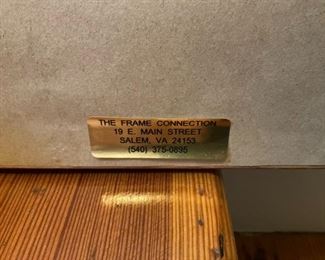 THE FRAME CONNECTION
19 E. MAIN STREET
SALEM, VA 24153
(540) 375-0895